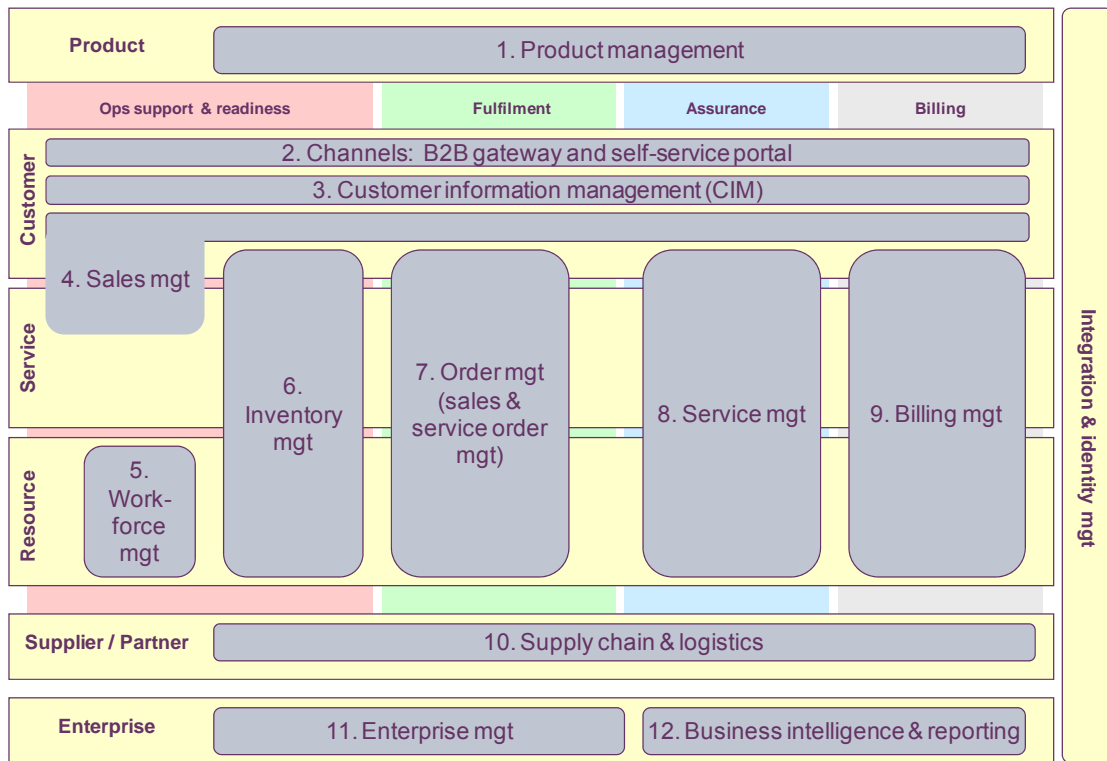 Product
1. Product management
Ops support & readiness
Fulfilment
Assurance
Billing
Customer
2. Channels: B2B gateway and self-service portal
3. Customer information management (CIM)
4. Sales mgt
Service
6.
Inventory
mgt
7. Order mgt
(sales &
service order
mgt)
8. Service mgt
9. Billing mgt
Resource
5.
Work-
force
mgt
Supplier / Partner
10. Supply chain & logistics
Enterprise
11. Enterprise mgt
12. Business intelligence & reporting
Integration & identity mgt